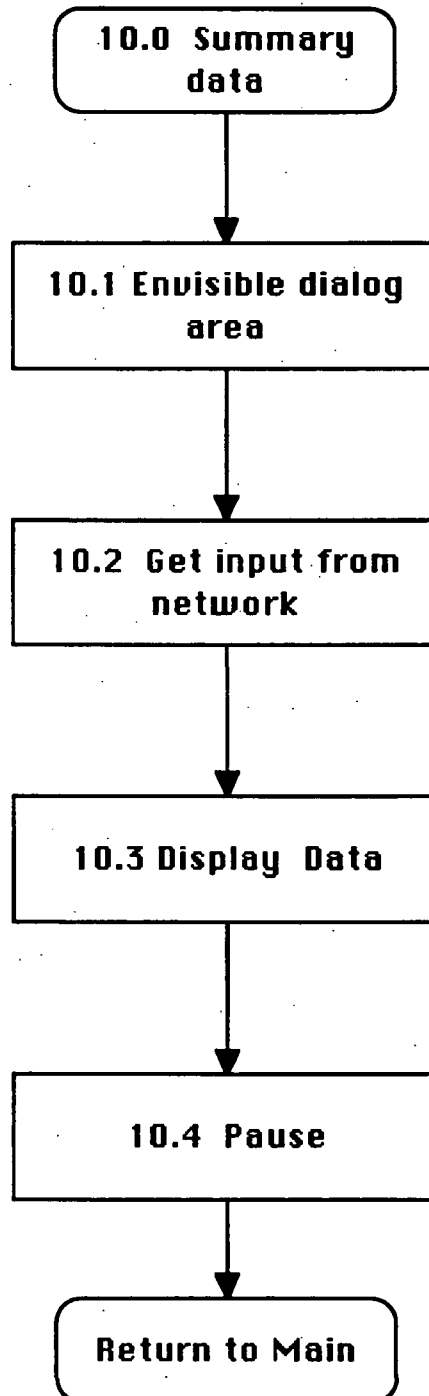 10.0 Summary
data
10.1 Envisible dialog
area
10.2 Get input from
network
10.3 Display Data
10.4 Pause
Return to Main